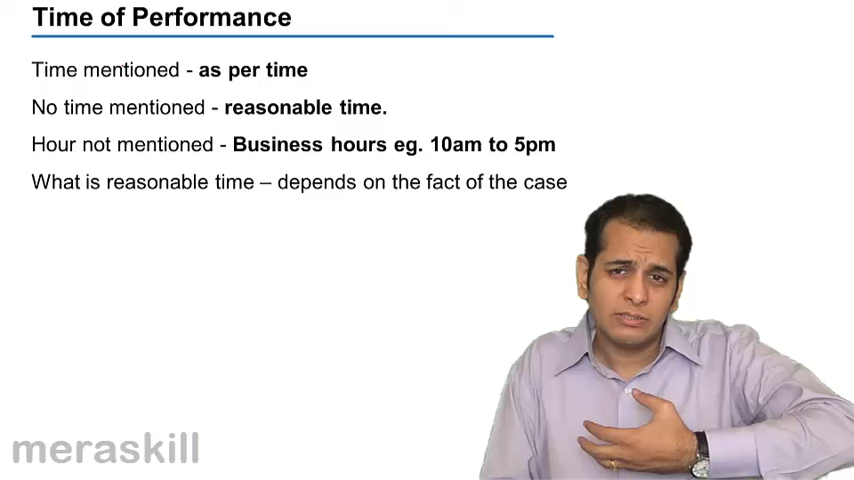 Time of Performance
Time mentioned - as per time
No time mentioned - reasonable time.
Hour not mentioned - Business hours eg. 10am to 5pm
What is reasonable time – depends on the fact of the case
meraskill